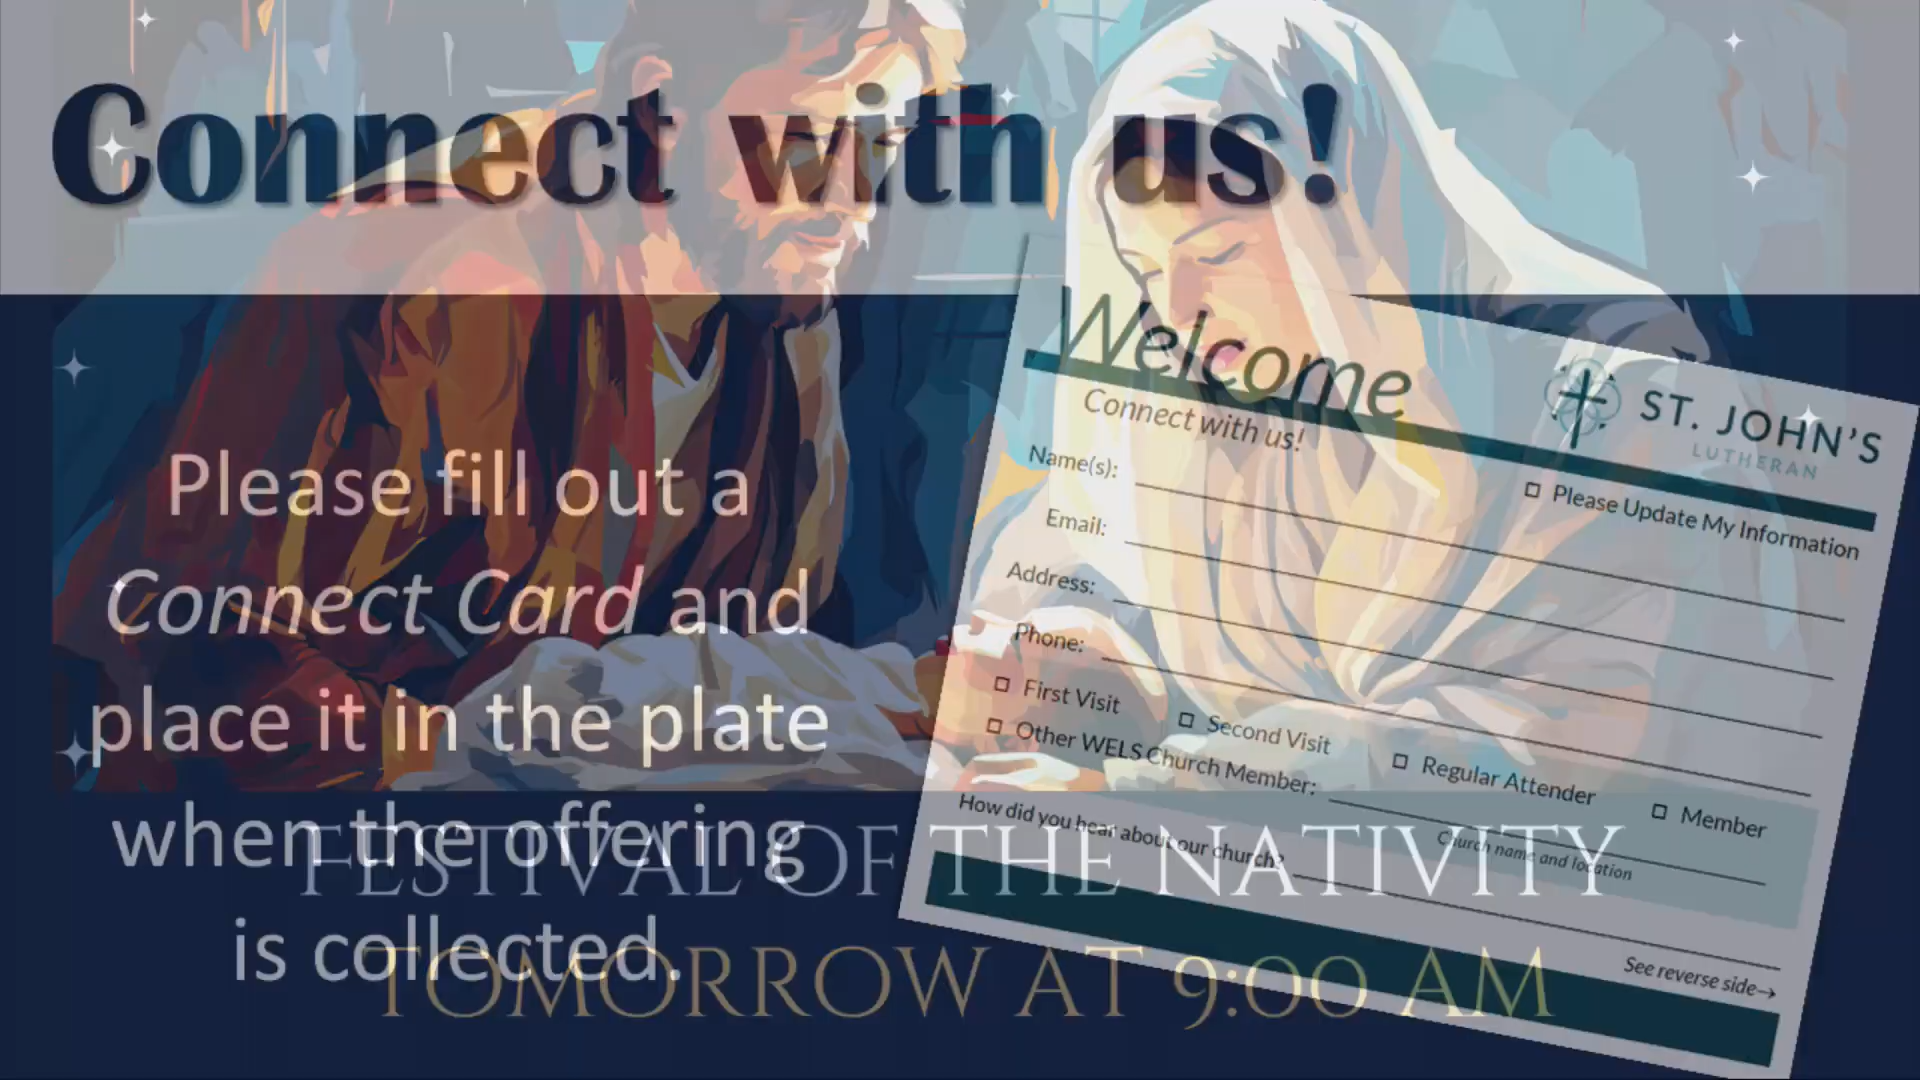 Connect with us!
Please fill out a
Connect Card and
place it in the plate
when the offering
is collected.
Welcome
Connect with us!
ST. JOHN'S
LUTHERAN
Name(s):
□ Please Update My Information
Email:
Address:
Phone:
□ First Visit
□ Second Visit
□ Regular Attender
□ Member
□ Other WELS Church Member:
Church name and location
How did you hear about our church?
See reverse side→
FESTIVAL OF THE NATIVITY
TOMORROW AT 9:00 AM